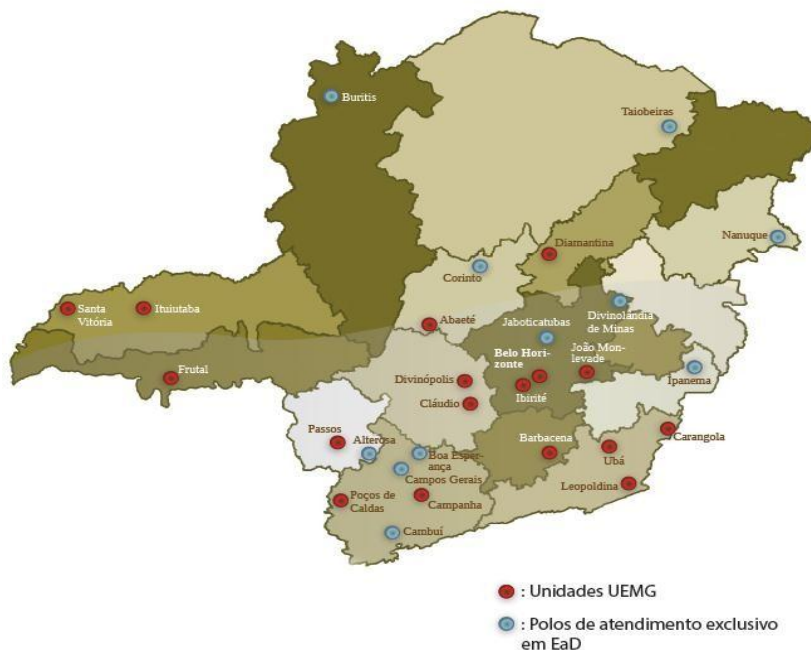 Buritis
Taiobeiras
Nanuque
Diamantina
Corinto
Santa
Vitória
Ituiutaba
Abaeté
Jaboticatubas
Divinolândia
de Minas
Belo Hori-
zonte
João Mon-
levade
Frutal
Divinópolis
Ibirité
Ipanema
Cláudio
Passos
Alterosa
Barbacena
Carangola
Boa Esper-
ança
Ubá
Campos Gerais
Leopoldina
Poços de
Caldas
Campanha
Cambuí
: Unidades UEMG
: Polos de atendimento exclusivo
em EaD